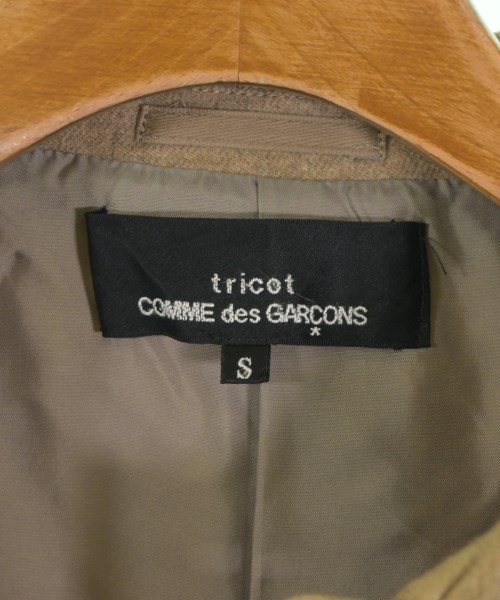 tricot
COMME des GARCONS
*
S